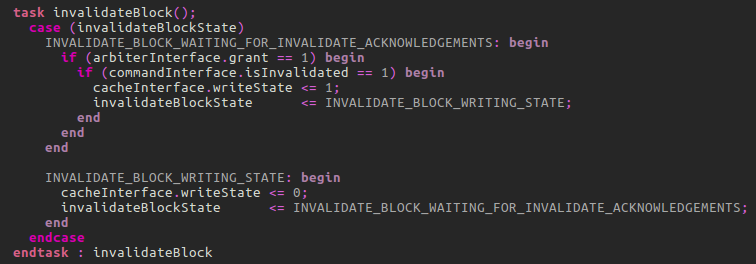 task invalidateBlock();
  case (invalidateBlockState)
    INVALIDATE_BLOCK_WAITING_FOR_INVALIDATE_ACKNOWLEDGEMENTS: begin
      if (arbiterInterface.grant == 1) begin
        if (commandInterface.isInvalidated == 1) begin
          cacheInterface.writeState <= 1;
          invalidateBlockState      <= INVALIDATE_BLOCK_WRITING_STATE;
        end
      end
    end

    INVALIDATE_BLOCK_WRITING_STATE: begin
      cacheInterface.writeState <= 0;
      invalidateBlockState      <= INVALIDATE_BLOCK_WAITING_FOR_INVALIDATE_ACKNOWLEDGEMENTS;
    end
  endcase
endtask : invalidateBlock